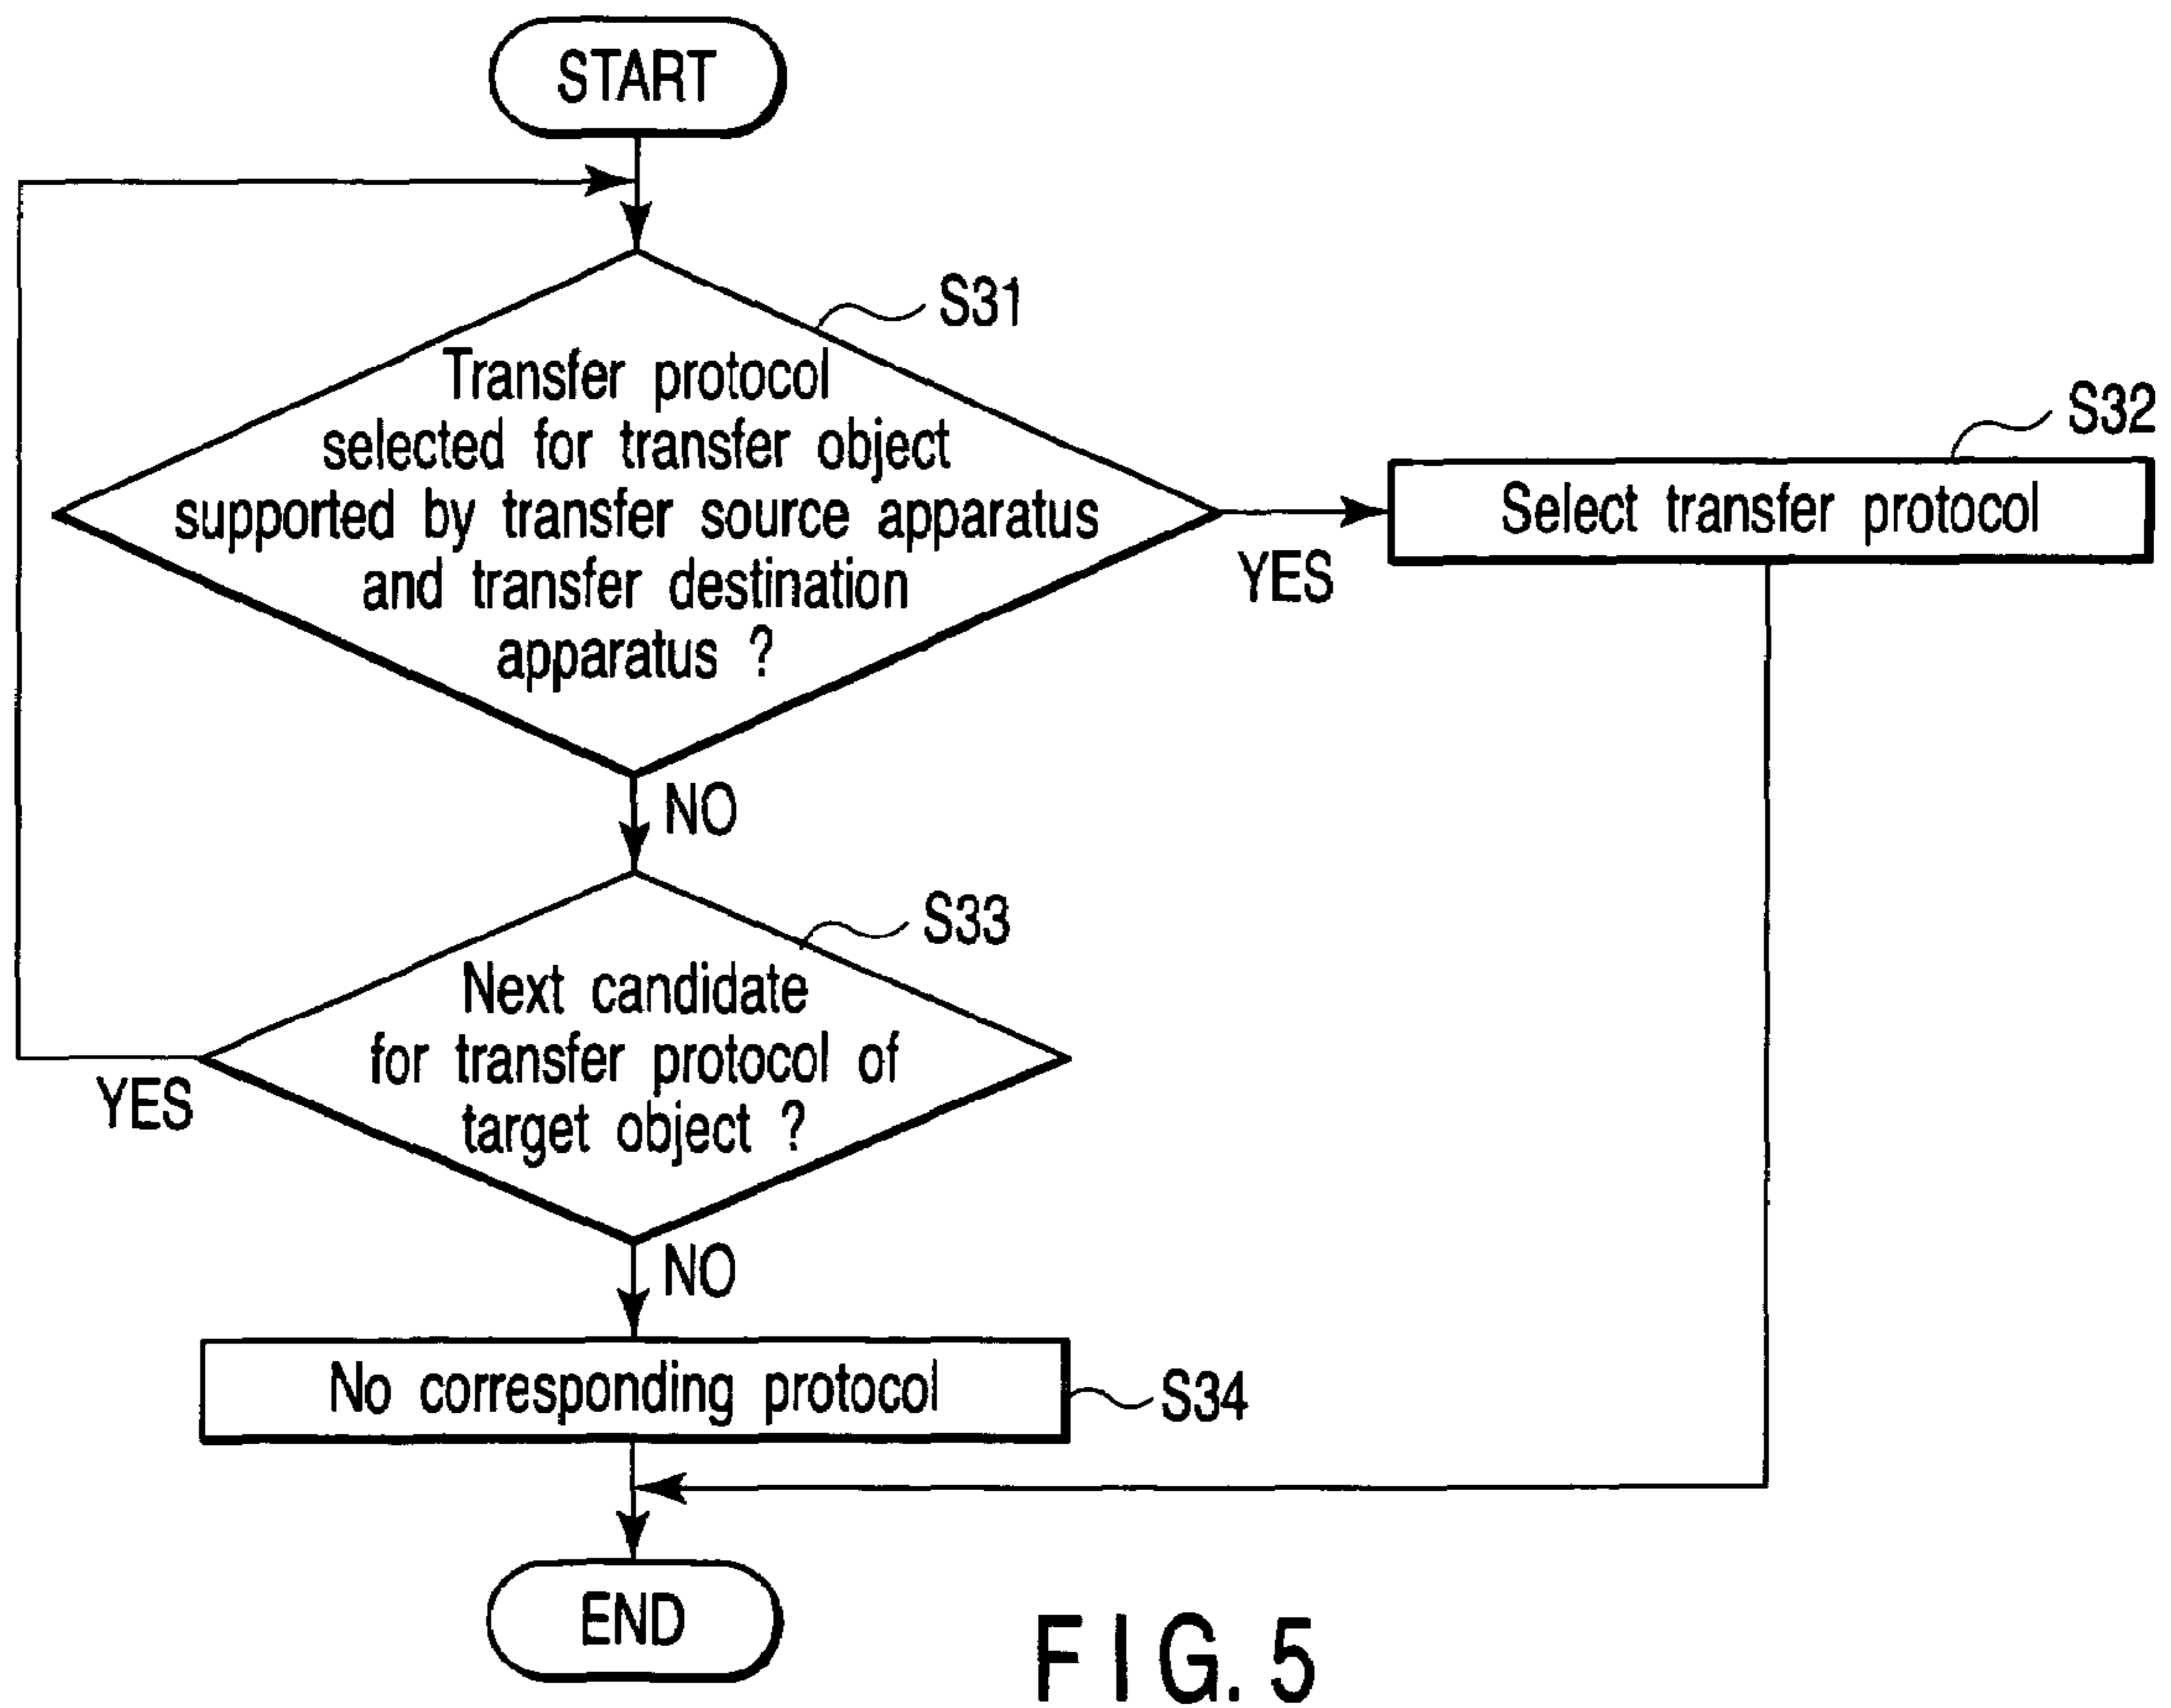 START
S31
Transfer protocol
selected for transfer object
supported by transfer source apparatus
and transfer destination
apparatus ?
YES
S32
Select transfer protocol
NO
S33
Next candidate
for transfer protocol of
target object ?
YES
NO
No corresponding protocol
S34
END
FIG. 5